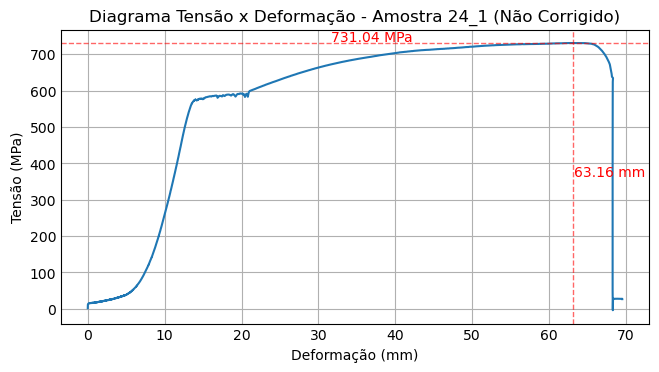 Diagrama Tensão x Deformação - Amostra 24_1 (Não Corrigido)
731.04 MPa
700
600
500
400
63.16 mm
300
200
100
0
Tensão (MPa)
0 10 20 30 40 50 60 70
Deformação (mm)